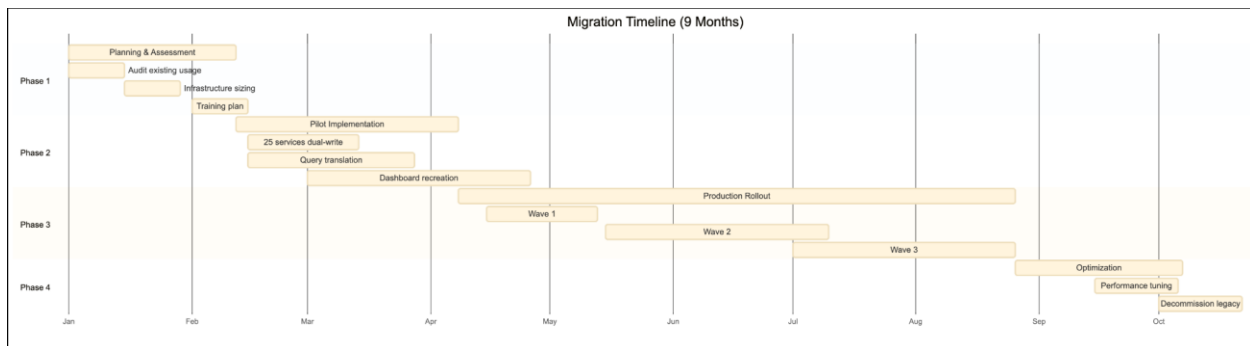 Migration Timeline (9 Months)
Planning & Assessment
Audit existing usage
Phase 1
Infrastructure sizing
Training plan
Pilot Implementation
25 services dual-write
Phase 2
Query translation
Dashboard recreation
Production Rollout
Wave 1
Phase 3
Wave 2
Wave 3
Optimization
Phase 4
Performance tuning
Decommission legacy
Jan Feb Mar Apr May Jun Jul Aug Sep Oct